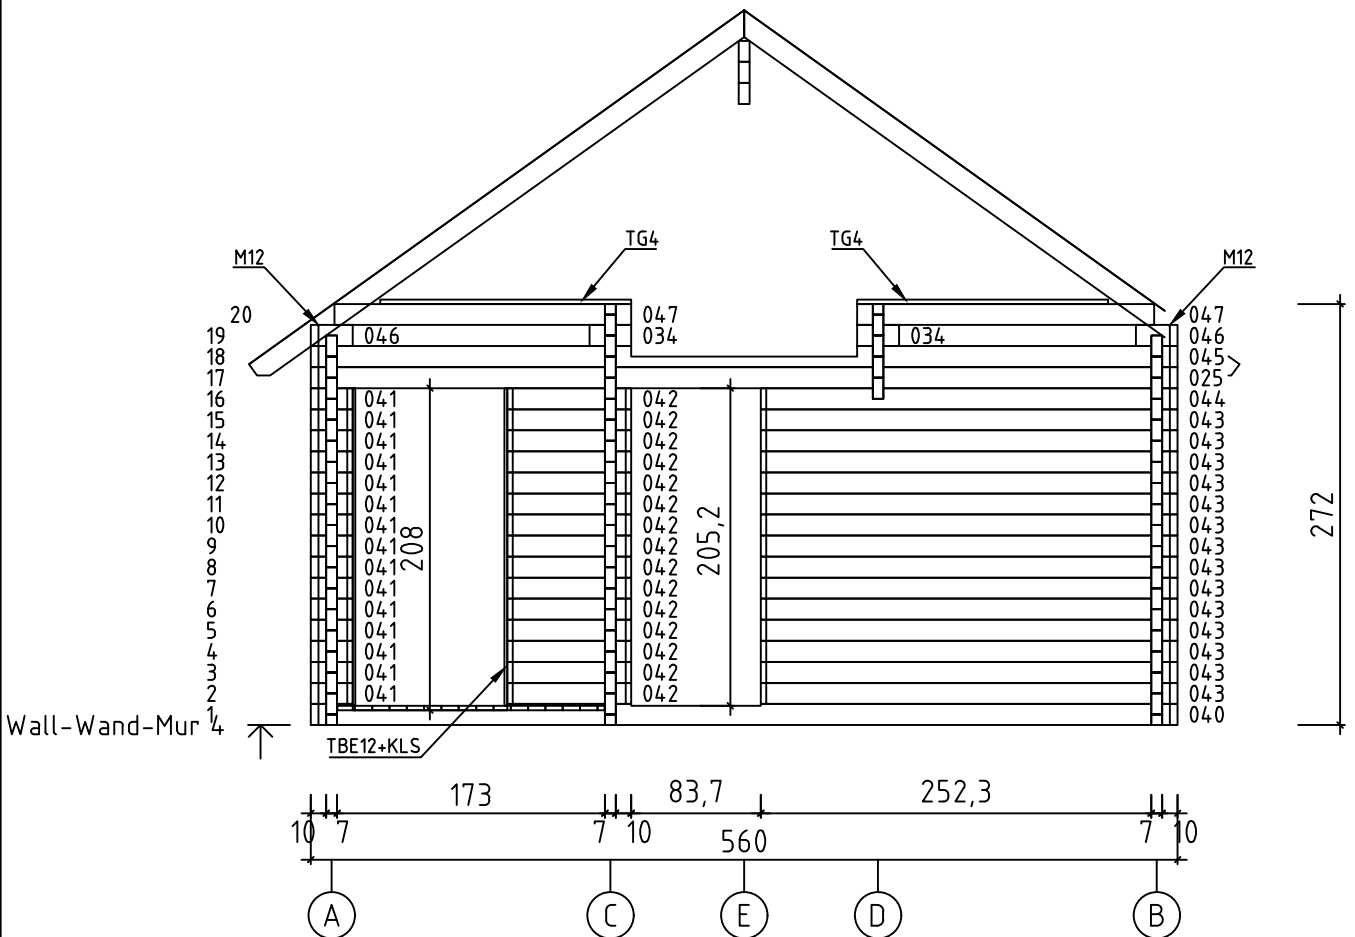 TG4 TG4
M12 M12
20 047 047
19 046 034 034 046
18 045
17 025
16 041 042 044
15 041 042 043
14 041 042 043
13 041 042 043
12 041 042 043
11 041 042 043
10 041 042 043
9 041 042 043
8 041 042 043
7 041 042 043
6 041 042 043
5 041 042 043
4 041 042 043
3 041 042 043
2 041 042 043
1 040
208 205,2 272
Wall-Wand-Mur 4
TBE12+KLS
173 83,7 252,3
10 7 7 10 7 10
560
A C E D B